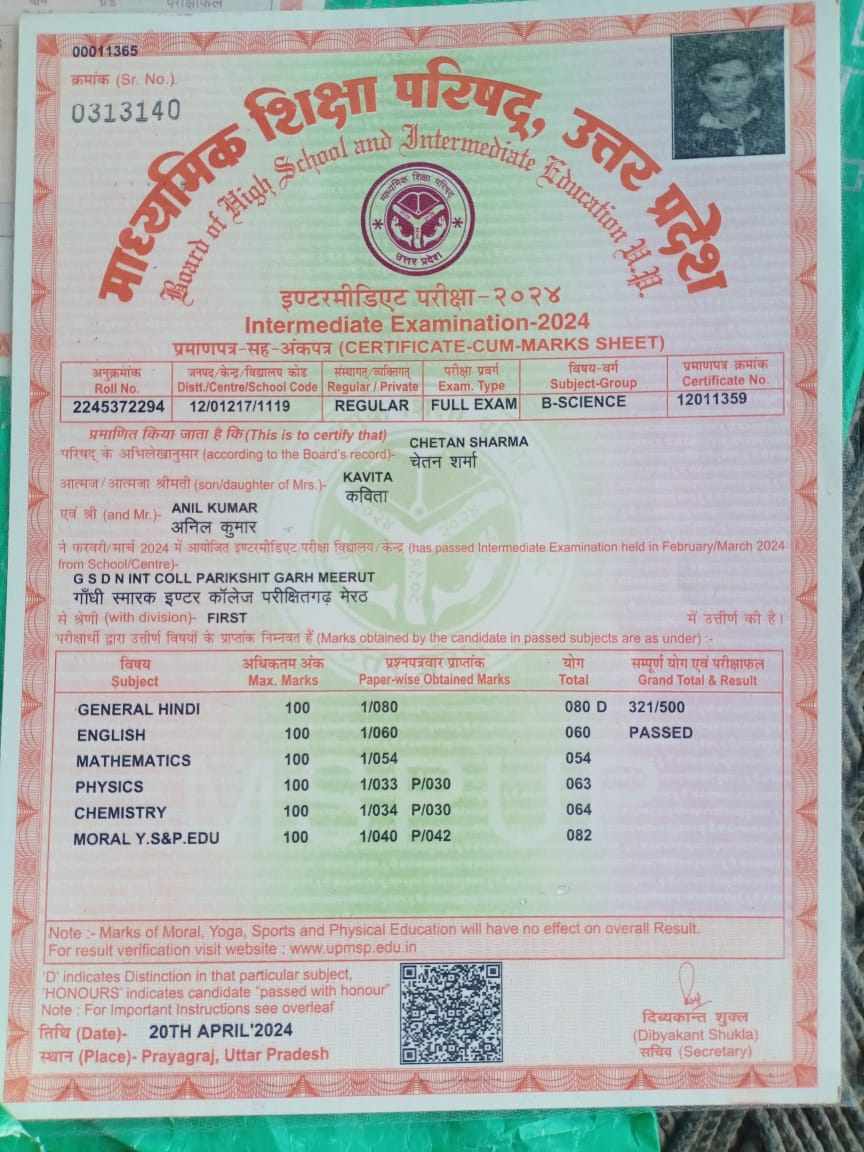 00011365
क्रमांक (Sr. No.)
0313140
माध्यमिक शिक्षा परिषद्, उत्तर प्रदेश
Board of High School and Intermediate Education U.P.
माध्यमिक शिक्षा परिषद
उत्तर प्रदेश
इण्टरमीडिएट परीक्षा-२०२४
Intermediate Examination-2024
प्रमाणपत्र-सह-अंकपत्र (CERTIFICATE-CUM-MARKS SHEET)
अनुक्रमांक जनपद/केन्द्र/विद्यालय कोड संस्थागत/व्यक्तिगत परीक्षा प्रवर्ग विषय-वर्ग प्रमाणपत्र क्रमांक
Roll No. Distt./Centre/School Code Regular / Private Exam. Type Subject-Group Certificate No.
2245372294 12/01217/1119 REGULAR FULL EXAM B-SCIENCE 12011359
प्रमाणित किया जाता है कि (This is to certify that) CHETAN SHARMA
परिषद् के अभिलेखानुसार (according to the Board's record)- चेतन शर्मा
आत्मज/आत्मजा श्रीमती (son/daughter of Mrs.)- KAVITA
कविता
एवं श्री (and Mr.)- ANIL KUMAR
अनिल कुमार
ने फरवरी/मार्च 2024 में आयोजित इण्टरमीडिएट परीक्षा विद्यालय/केन्द्र (has passed Intermediate Examination held in February/March 2024
from School/Centre)-
G S D N INT COLL PARIKSHIT GARH MEERUT
गाँधी स्मारक इण्टर कॉलेज परीक्षितगढ़ मेरठ
से श्रेणी (with division)- FIRST में उत्तीर्ण की है।
परीक्षार्थी द्वारा उत्तीर्ण विषयों के प्राप्तांक निम्नवत हैं (Marks obtained by the candidate in passed subjects are as under) :-
विषय अधिकतम अंक प्रश्नपत्रवार प्राप्तांक योग सम्पूर्ण योग एवं परीक्षाफल
Subject Max. Marks Paper-wise Obtained Marks Total Grand Total & Result
GENERAL HINDI 100 1/080 080 D 321/500
ENGLISH 100 1/060 060 PASSED
MATHEMATICS 100 1/054 054
PHYSICS 100 1/033 P/030 063
CHEMISTRY 100 1/034 P/030 064
MORAL Y.S&P.EDU 100 1/040 P/042 082
Note :- Marks of Moral, Yoga, Sports and Physical Education will have no effect on overall Result.
For result verification visit website : www.upmsp.edu.in
'D' indicates Distinction in that particular subject,
'HONOURS' indicates candidate "passed with honour"
Note : For Important Instructions see overleaf
तिथि (Date)- 20TH APRIL'2024
स्थान (Place)- Prayagraj, Uttar Pradesh
दिब्यकान्त शुक्ल
(Dibyakant Shukla)
सचिव (Secretary)